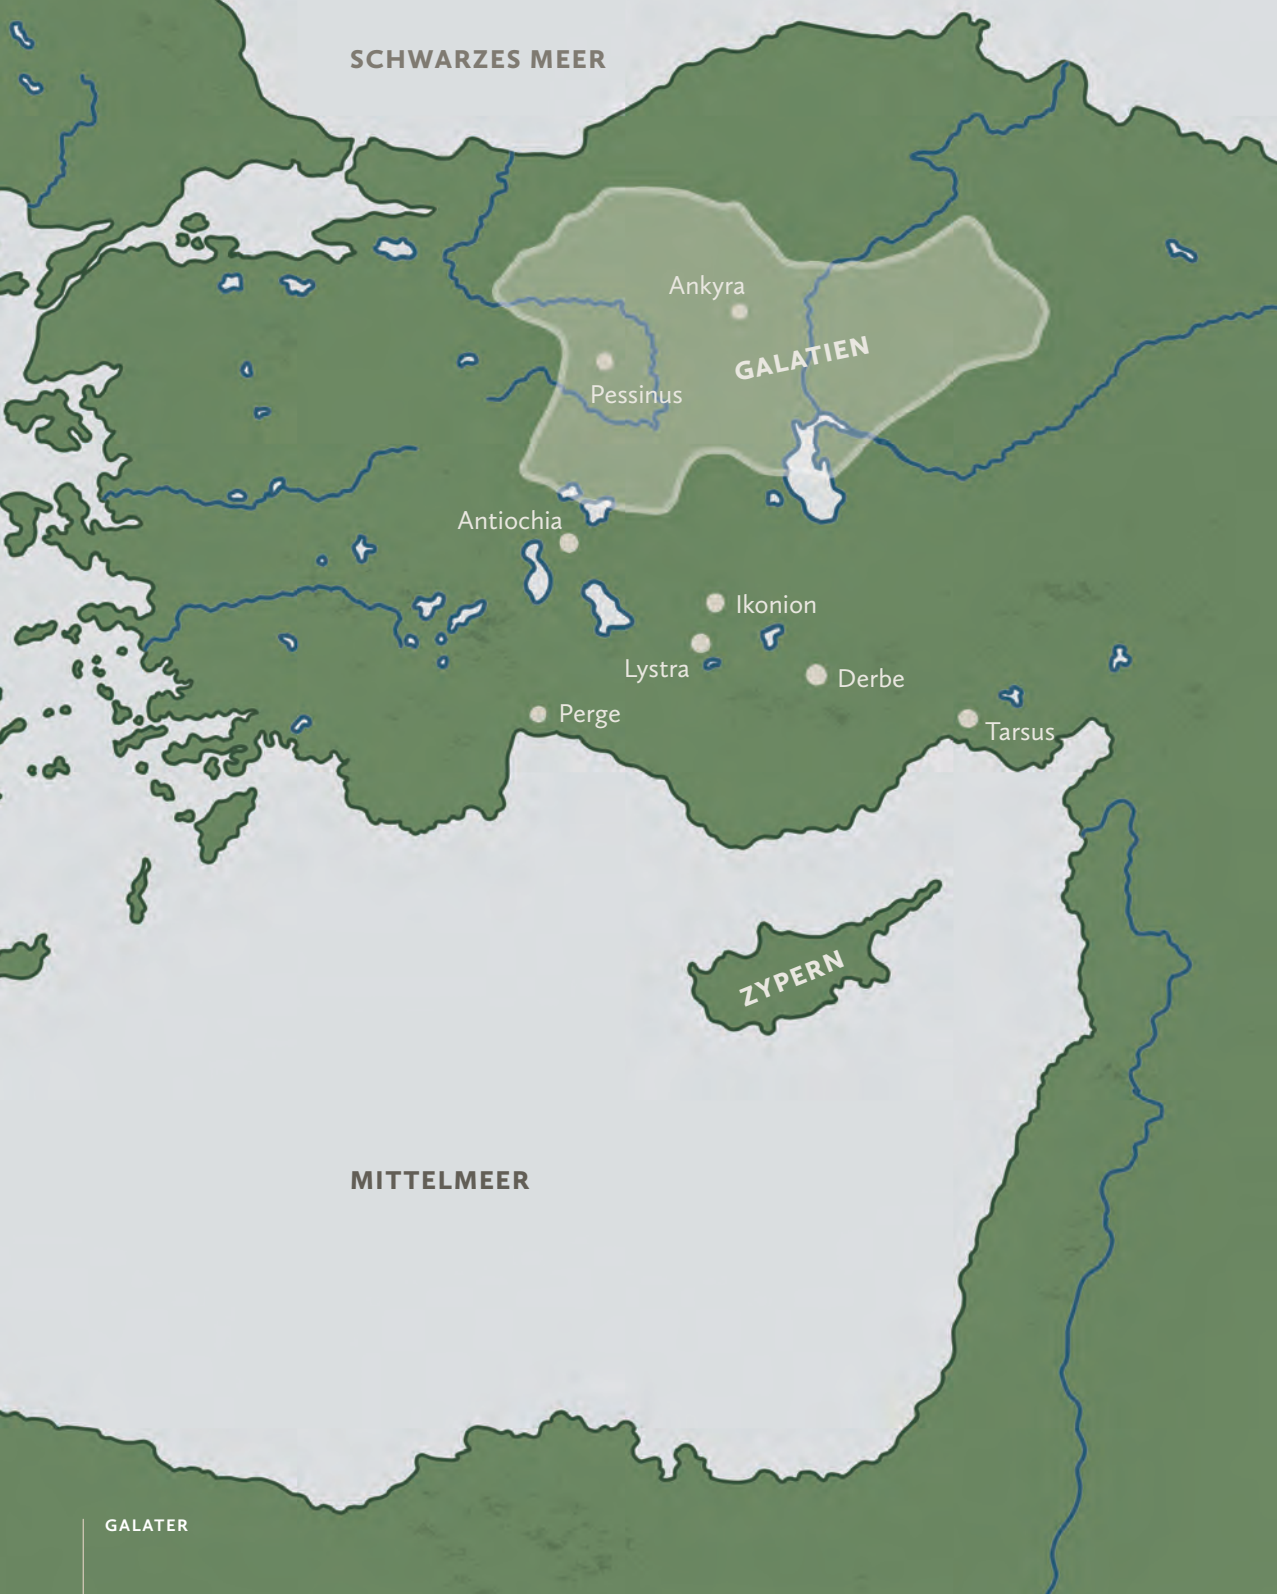 SCHWARZES MEER
Ankyra
GALATIEN
Pessinus
Antiochia
Ikonion
Lystra
Derbe
Perge
Tarsus
ZYPERN
MITTELMEER
GALATER